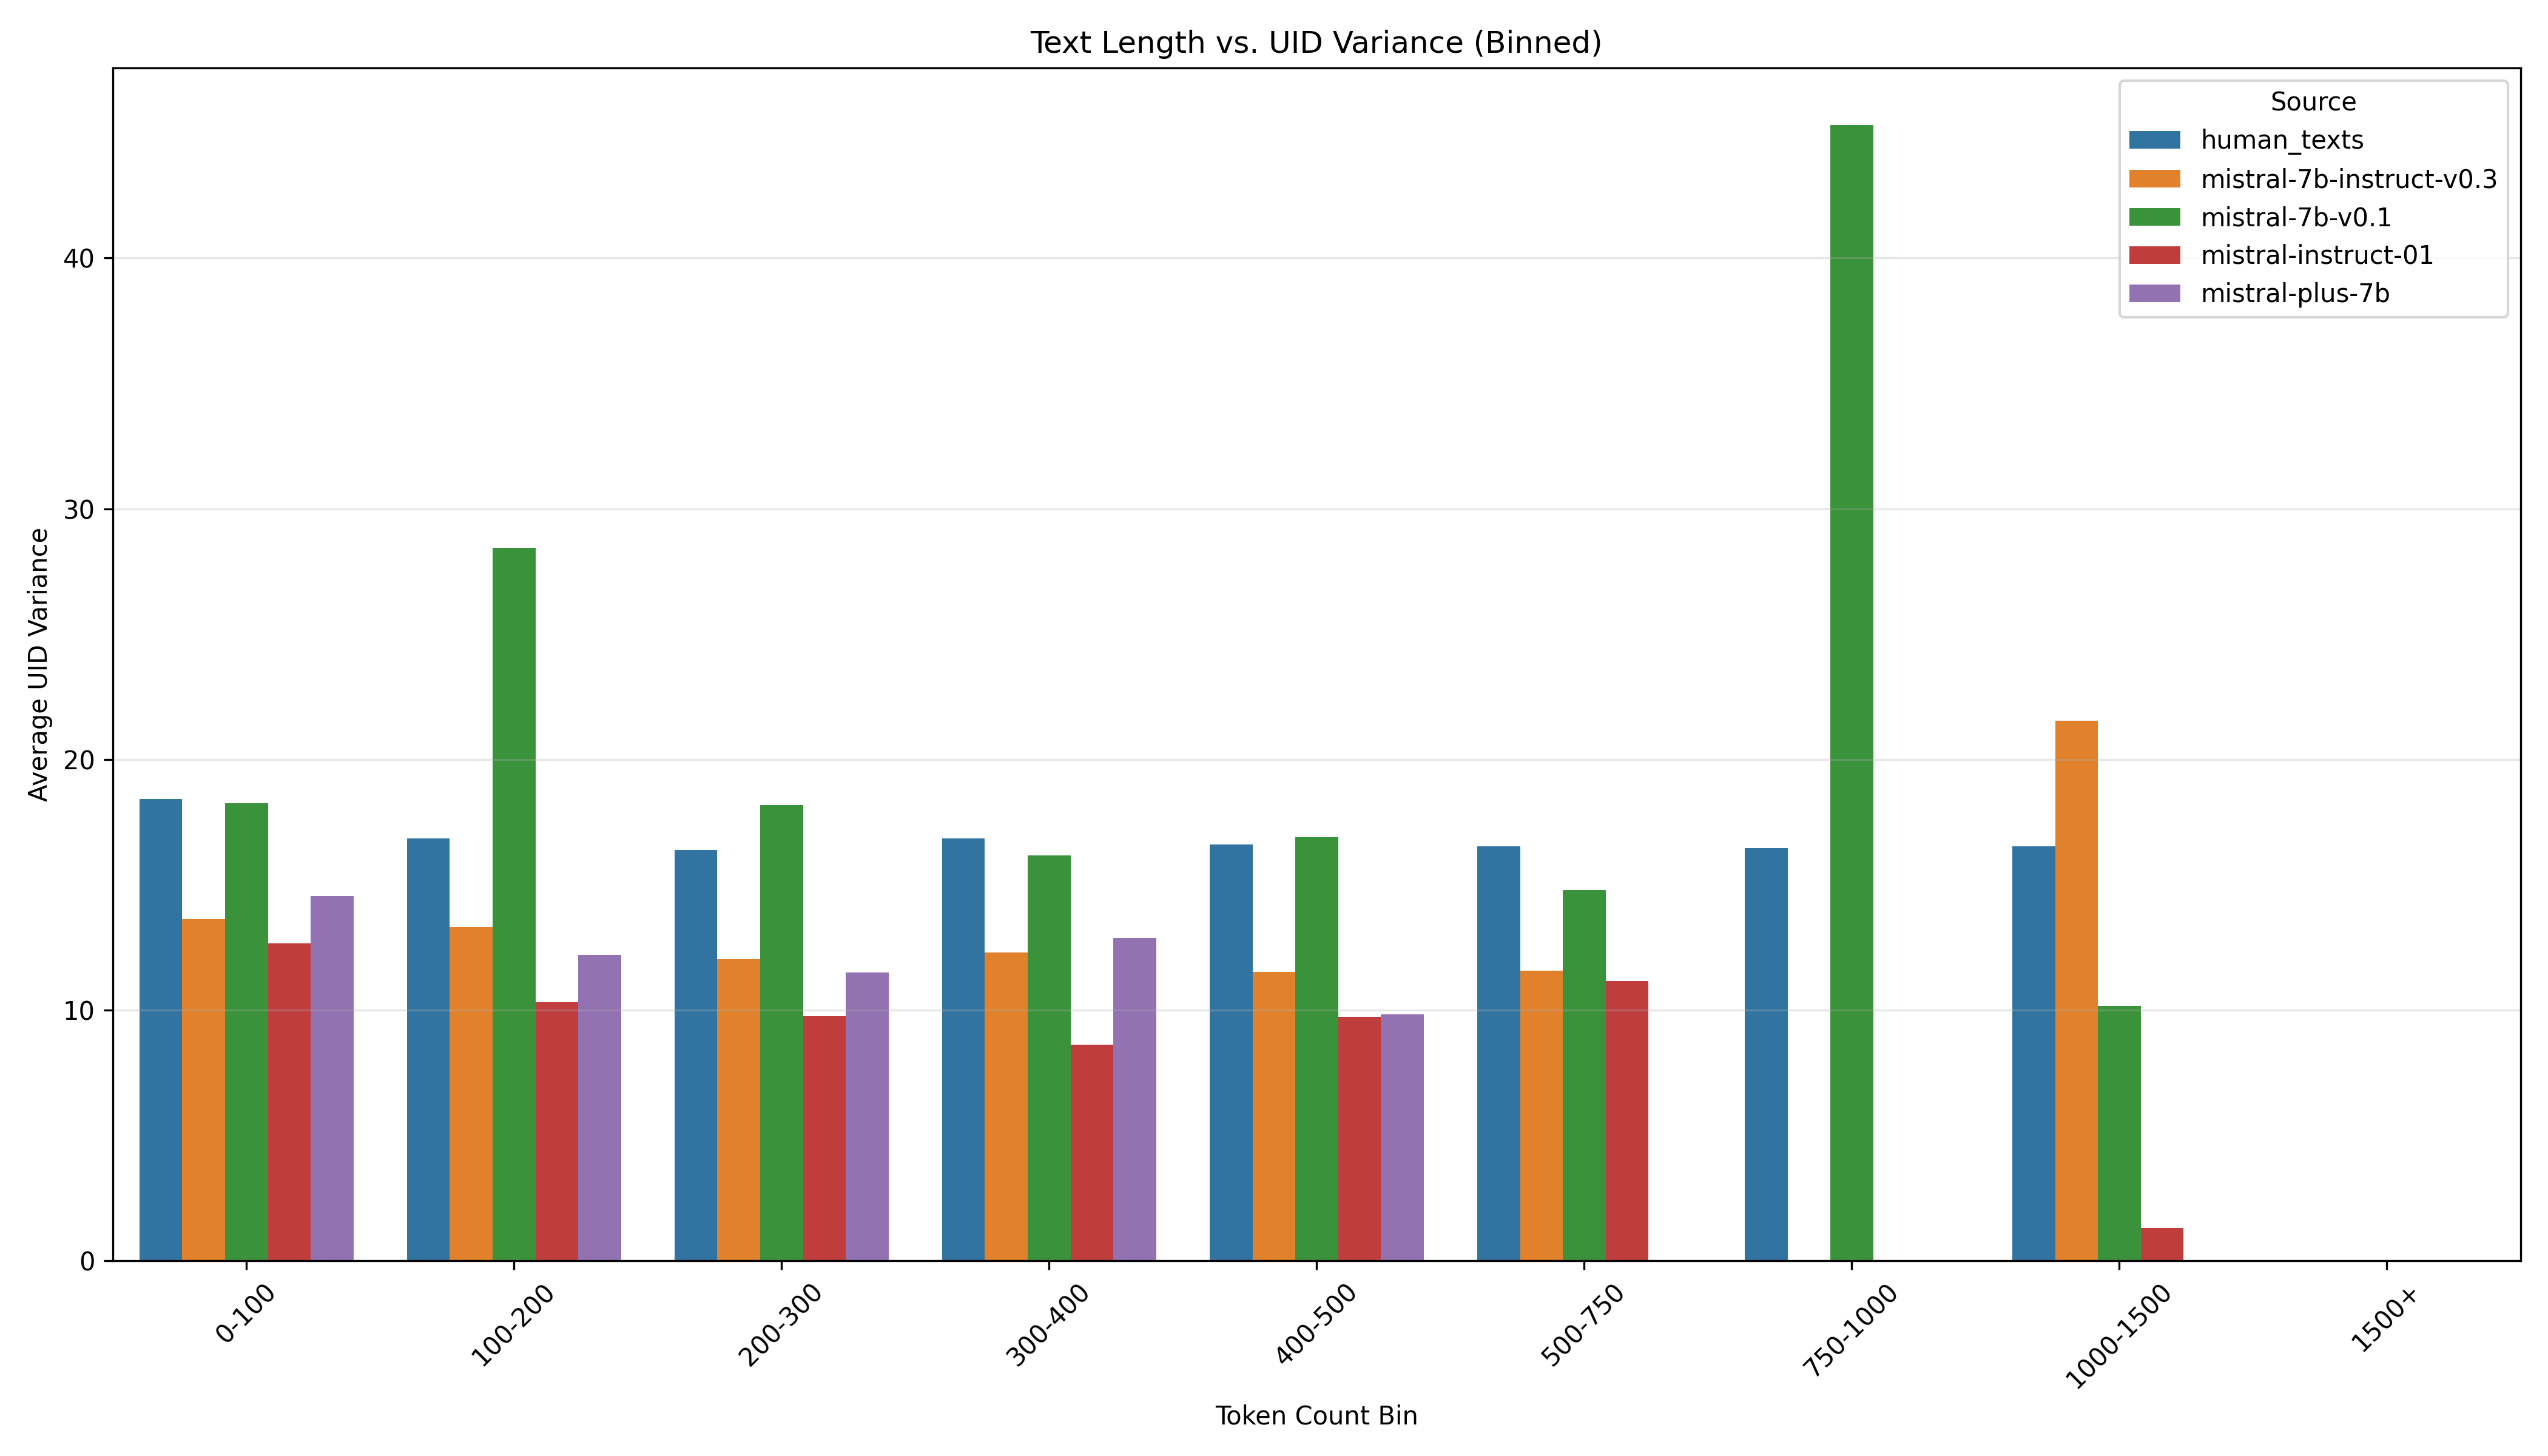 Text Length vs. UID Variance (Binned)
Source
human_texts
mistral-7b-instruct-v0.3
mistral-7b-v0.1
mistral-instruct-01
mistral-plus-7b
Average UID Variance
40
30
20
10
0
0-100
100-200
200-300
300-400
400-500
500-750
750-1000
1000-1500
1500+
Token Count Bin